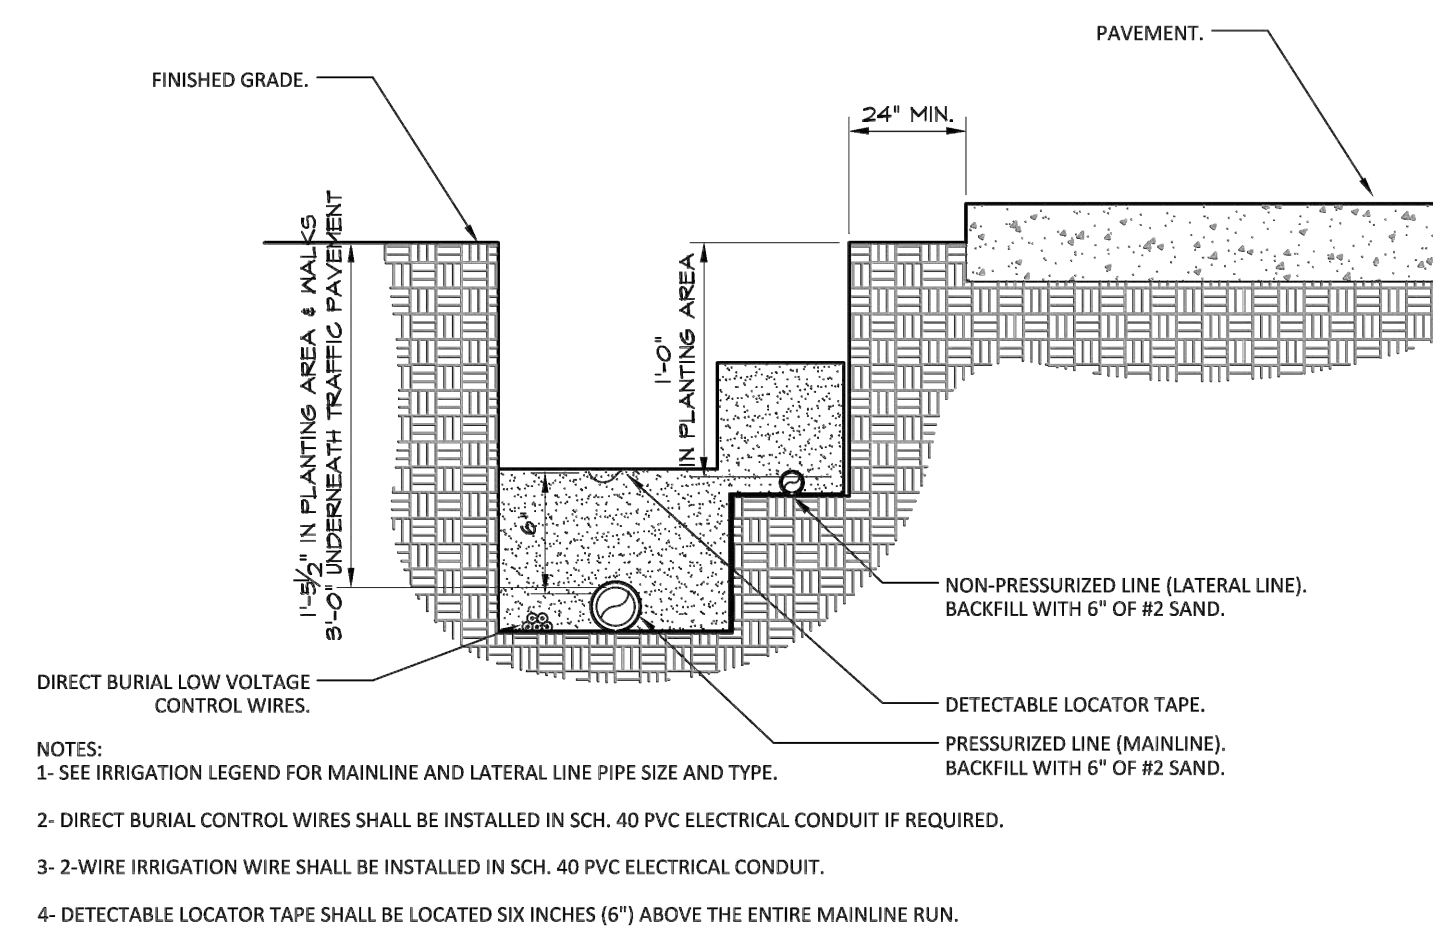 PAVEMENT.
FINISHED GRADE.
24" MIN.
1'-5½" IN PLANTING AREA & WALKS
3'-0" UNDERNEATH TRAFFIC PAVEMENT
1'-0"
IN PLANTING AREA
6"
NON-PRESSURIZED LINE (LATERAL LINE).
BACKFILL WITH 6" OF #2 SAND.
DIRECT BURIAL LOW VOLTAGE
CONTROL WIRES.
DETECTABLE LOCATOR TAPE.
PRESSURIZED LINE (MAINLINE).
BACKFILL WITH 6" OF #2 SAND.
NOTES:
1- SEE IRRIGATION LEGEND FOR MAINLINE AND LATERAL LINE PIPE SIZE AND TYPE.
2- DIRECT BURIAL CONTROL WIRES SHALL BE INSTALLED IN SCH. 40 PVC ELECTRICAL CONDUIT IF REQUIRED.
3- 2-WIRE IRRIGATION WIRE SHALL BE INSTALLED IN SCH. 40 PVC ELECTRICAL CONDUIT.
4- DETECTABLE LOCATOR TAPE SHALL BE LOCATED SIX INCHES (6") ABOVE THE ENTIRE MAINLINE RUN.